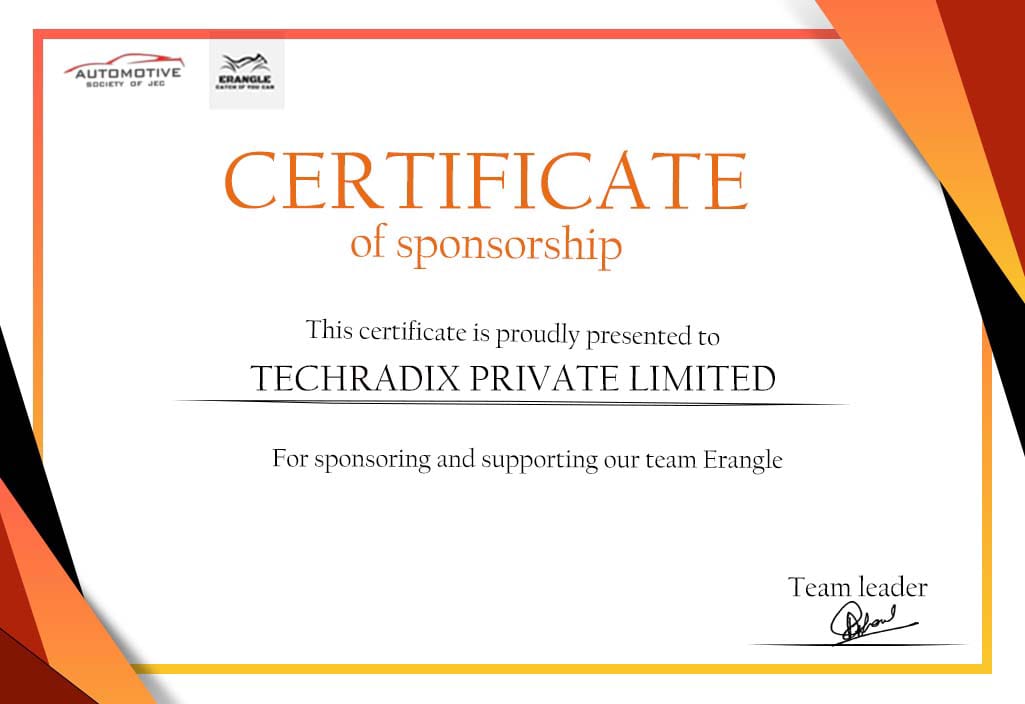 AUTOMOTIVE
SOCIETY OF JEC
ERANGLE
CATCH IF YOU CAN
CERTIFICATE
of sponsorship
This certificate is proudly presented to
TECHRADIX PRIVATE LIMITED
For sponsoring and supporting our team Erangle
Team leader